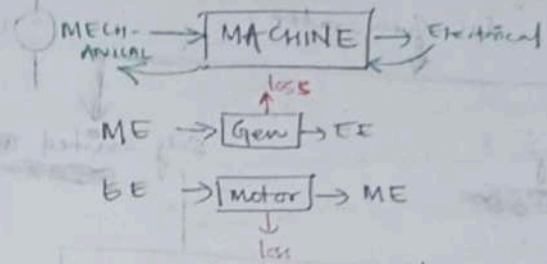 MECH- MACHINE Electrical
ANICAL
loss
ME Gen EE
EE Motor ME
loss